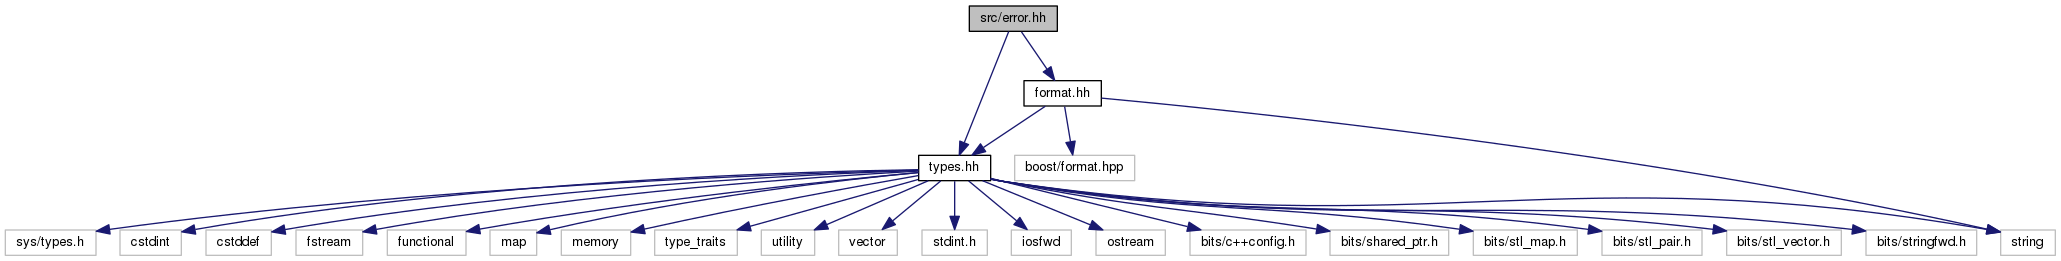 src/error.hh
format.hh
types.hh
boost/format.hpp
sys/types.h
cstdint
cstddef
fstream
functional
map
memory
type_traits
utility
vector
stdint.h
iosfwd
ostream
bits/c++config.h
bits/shared_ptr.h
bits/stl_map.h
bits/stl_pair.h
bits/stl_vector.h
bits/stringfwd.h
string